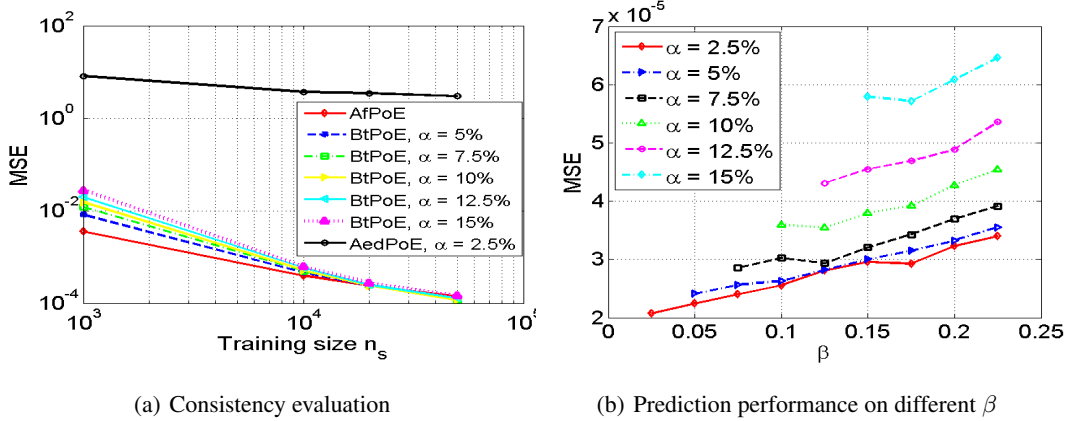 10^2
10^0
10^-2
10^-4
MSE
10^3
10^4
10^5
Training size n_s
AfPoE
BtPoE, α = 5%
BtPoE, α = 7.5%
BtPoE, α = 10%
BtPoE, α = 12.5%
BtPoE, α = 15%
AedPoE, α = 2.5%
(a) Consistency evaluation
7 x 10^-5
6
5
4
3
2
MSE
0.05
0.1
0.15
0.2
0.25
β
α = 2.5%
α = 5%
α = 7.5%
α = 10%
α = 12.5%
α = 15%
(b) Prediction performance on different β